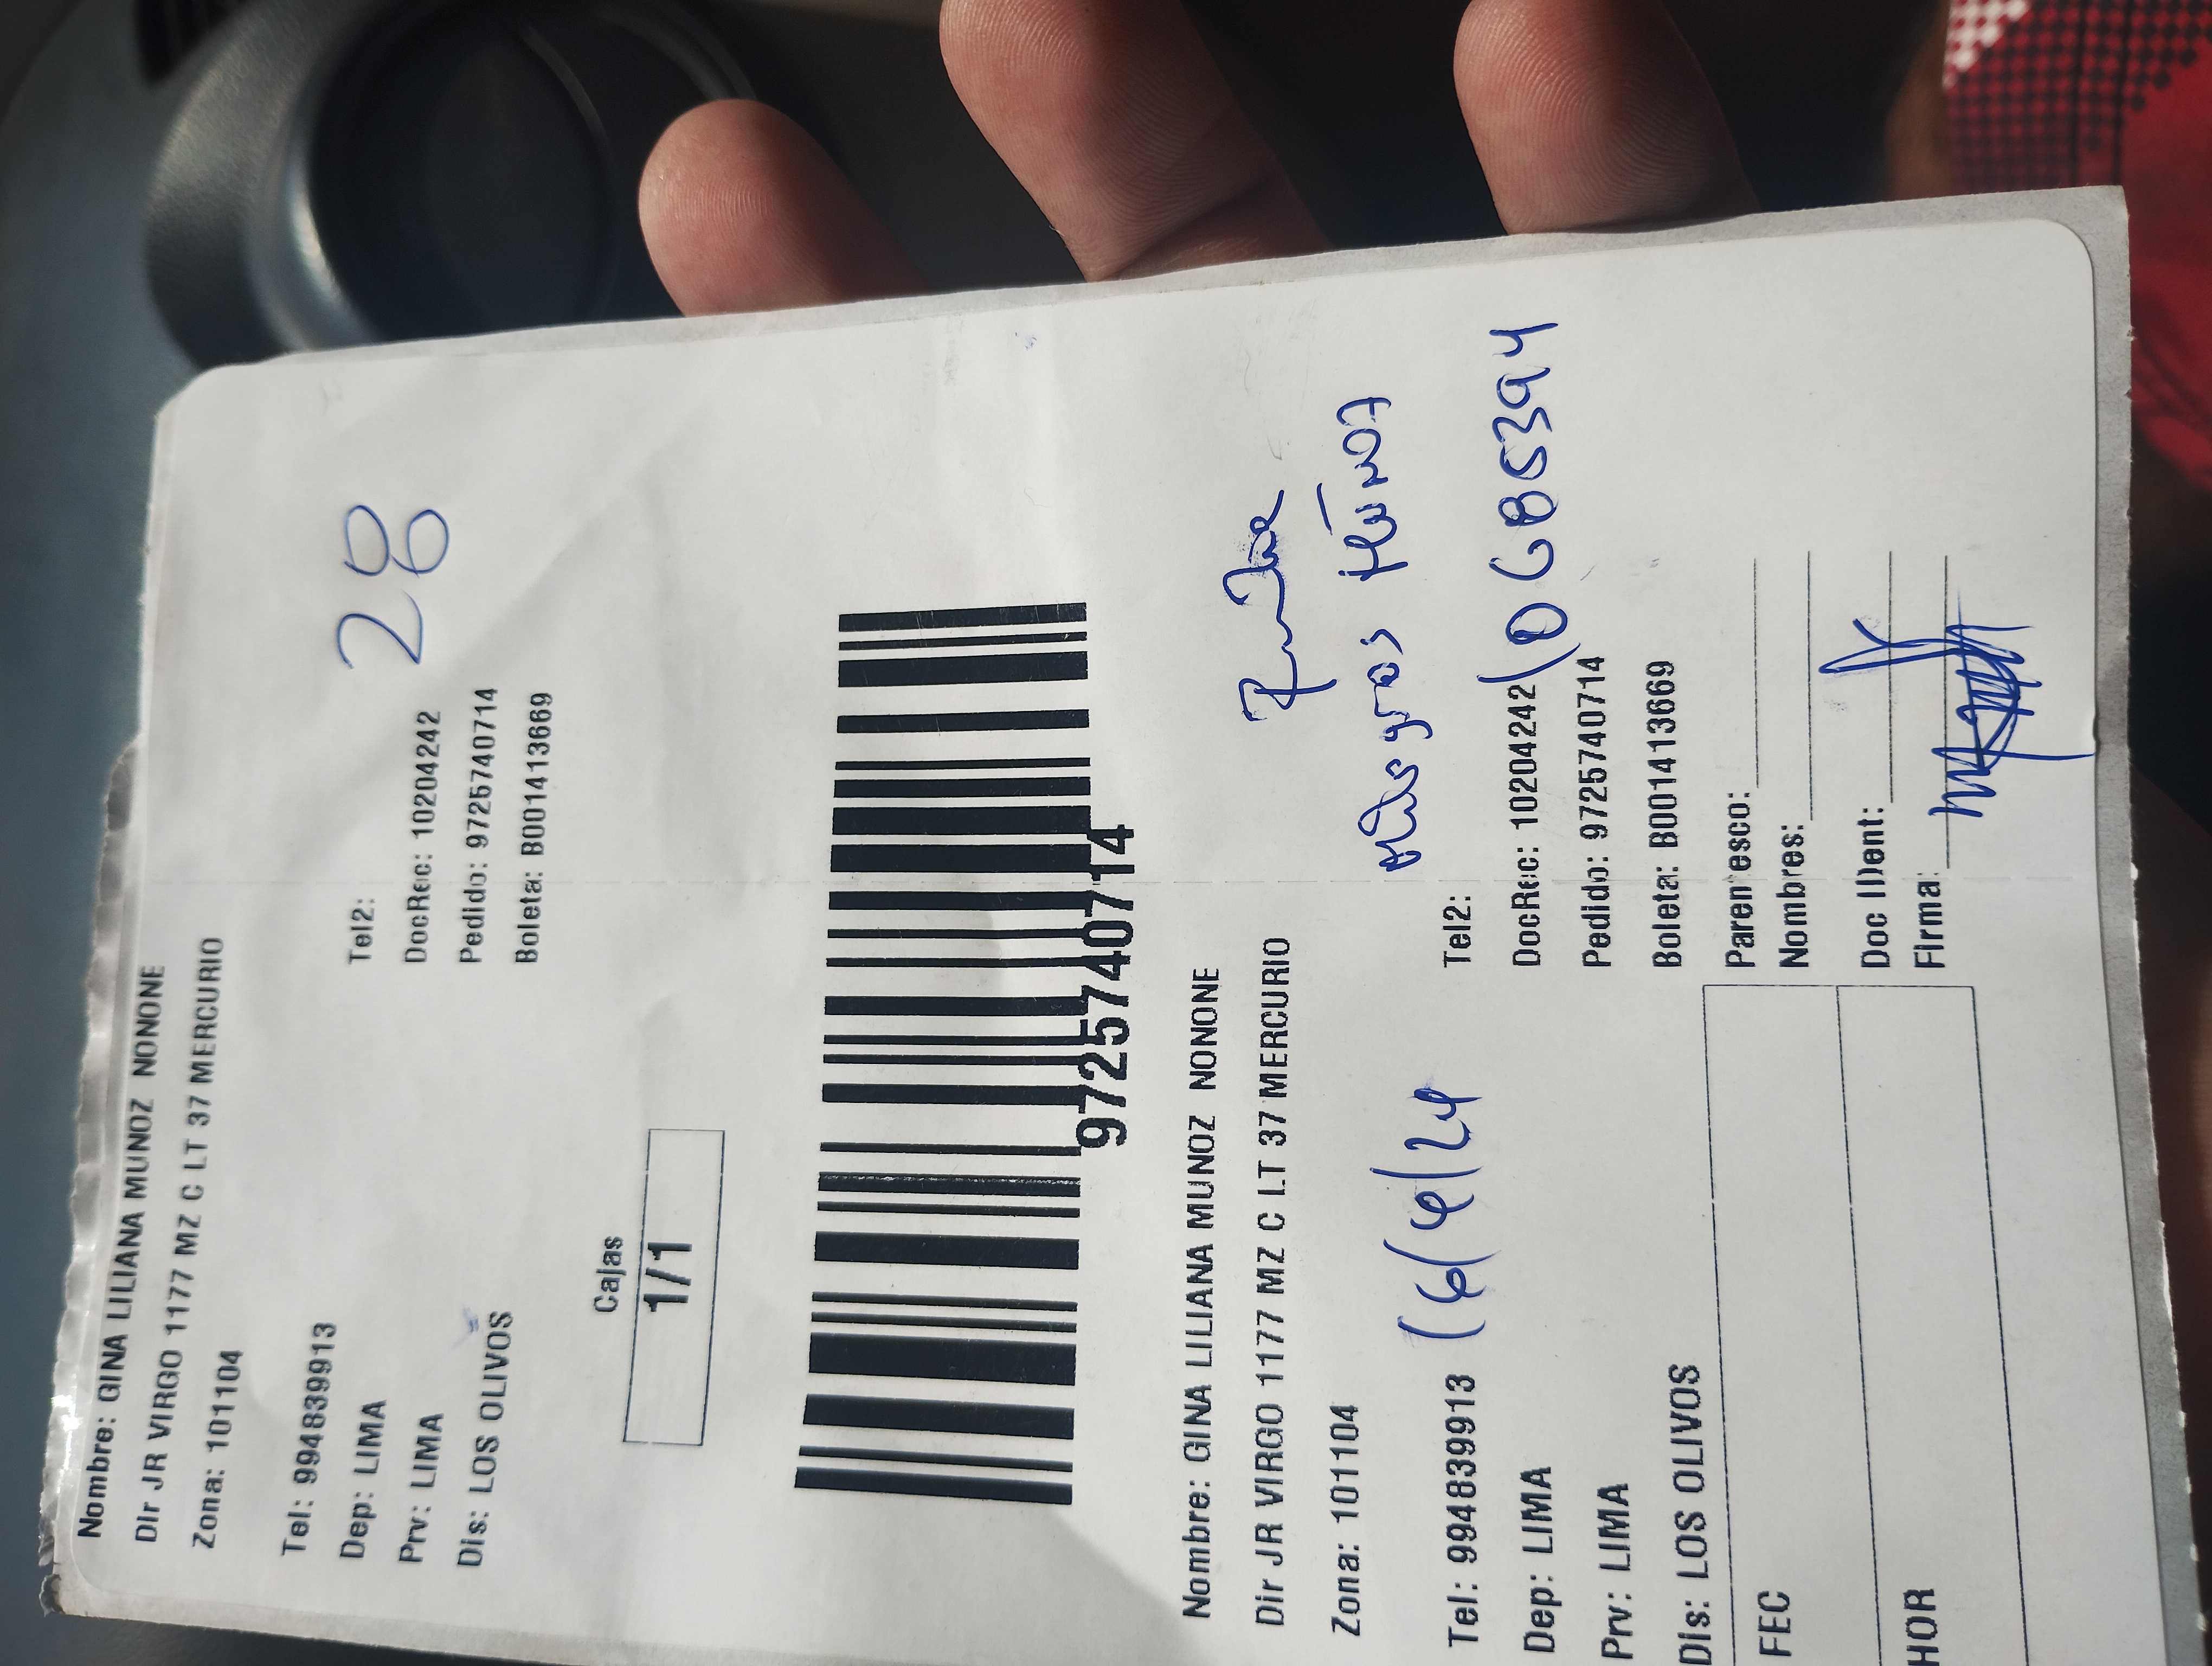 Nombre: GINA LILIANA MUNOZ NONONE
Dir JR VIRGO 1177 MZ C LT 37 MERCURIO
Zona: 101104
Tel: 994839913
Tel2:
28
Dep: LIMA
DocRec: 10204242
Prv: LIMA
Pedido: 9725740714
Dis: LOS OLIVOS
Boleta: B001413669
Cajas
1/1
9725740714
Nombre: GINA LILIANA MUNOZ NONONE
Dir JR VIRGO 1177 MZ C LT 37 MERCURIO
Zona: 101104
Milagros Muñoz
Tel: 994839913
16/4/24
Tel2:
Dep: LIMA
DocRec: 10204242
10685394
Prv: LIMA
Pedido: 9725740714
Dis: LOS OLIVOS
Boleta: B001413669
FEC
Parentesco:
Nombres:
HOR
Doc IDent:
Firma: